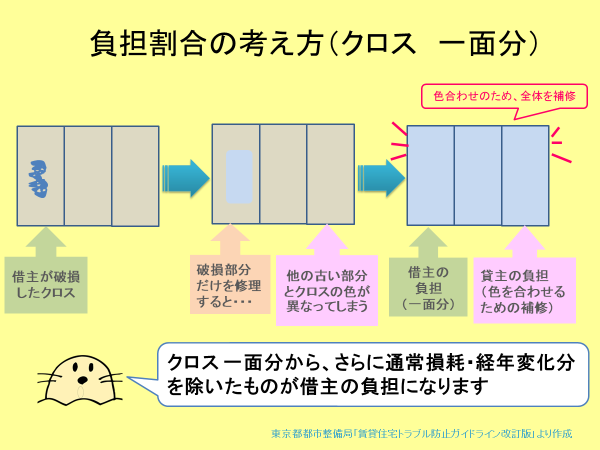 負担割合の考え方（クロス　一面分）
色合わせのため、全体を補修
借主が破損
したクロス
破損部分
だけを修理
すると・・・
他の古い部分
とクロスの色が
異なってしまう
借主の
負担
（一面分）
貸主の負担
（色を合わせる
ための補修）
クロス一面分から、さらに通常損耗・経年変化分
を除いたものが借主の負担になります
東京都都市整備局「賃貸住宅トラブル防止ガイドライン改訂版」より作成